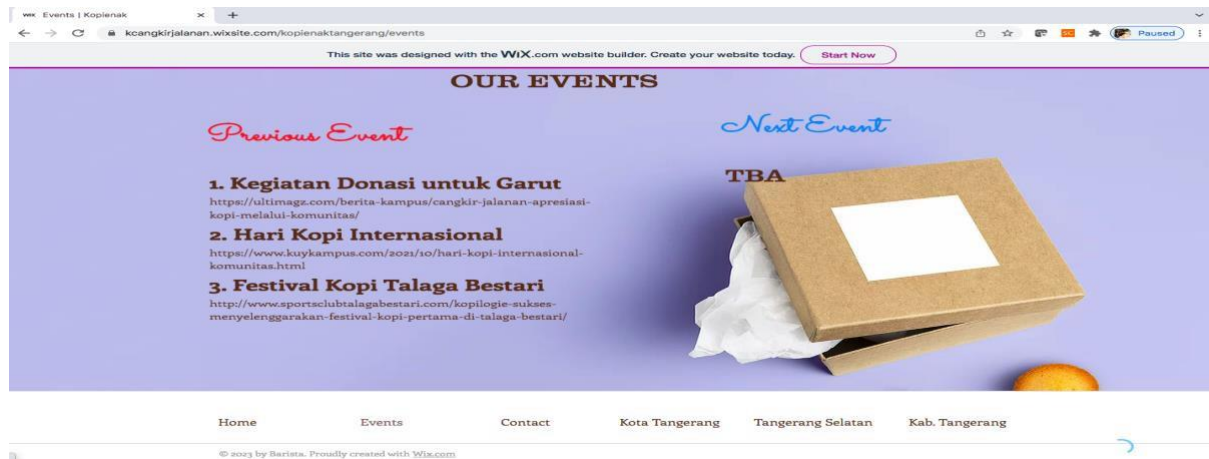 WiX Events | Kopienak
kcangkirjalanan.wixsite.com/kopienaktangerang/events
SC
Paused
This site was designed with the WiX.com website builder. Create your website today. Start Now
OUR EVENTS
Previous Event
1. Kegiatan Donasi untuk Garut
https://ultimagz.com/berita-kampus/cangkir-jalanan-apresiasi-
kopi-melalui-komunitas/
2. Hari Kopi Internasional
https://www.kuykampus.com/2021/10/hari-kopi-internasional-
komunitas.html
3. Festival Kopi Talaga Bestari
http://www.sportsclubtalagabestari.com/kopilogie-sukses-
menyelenggarakan-festival-kopi-pertama-di-talaga-bestari/
Next Event
TBA
Home Events Contact Kota Tangerang Tangerang Selatan Kab. Tangerang
© 2023 by Barista. Proudly created with Wix.com